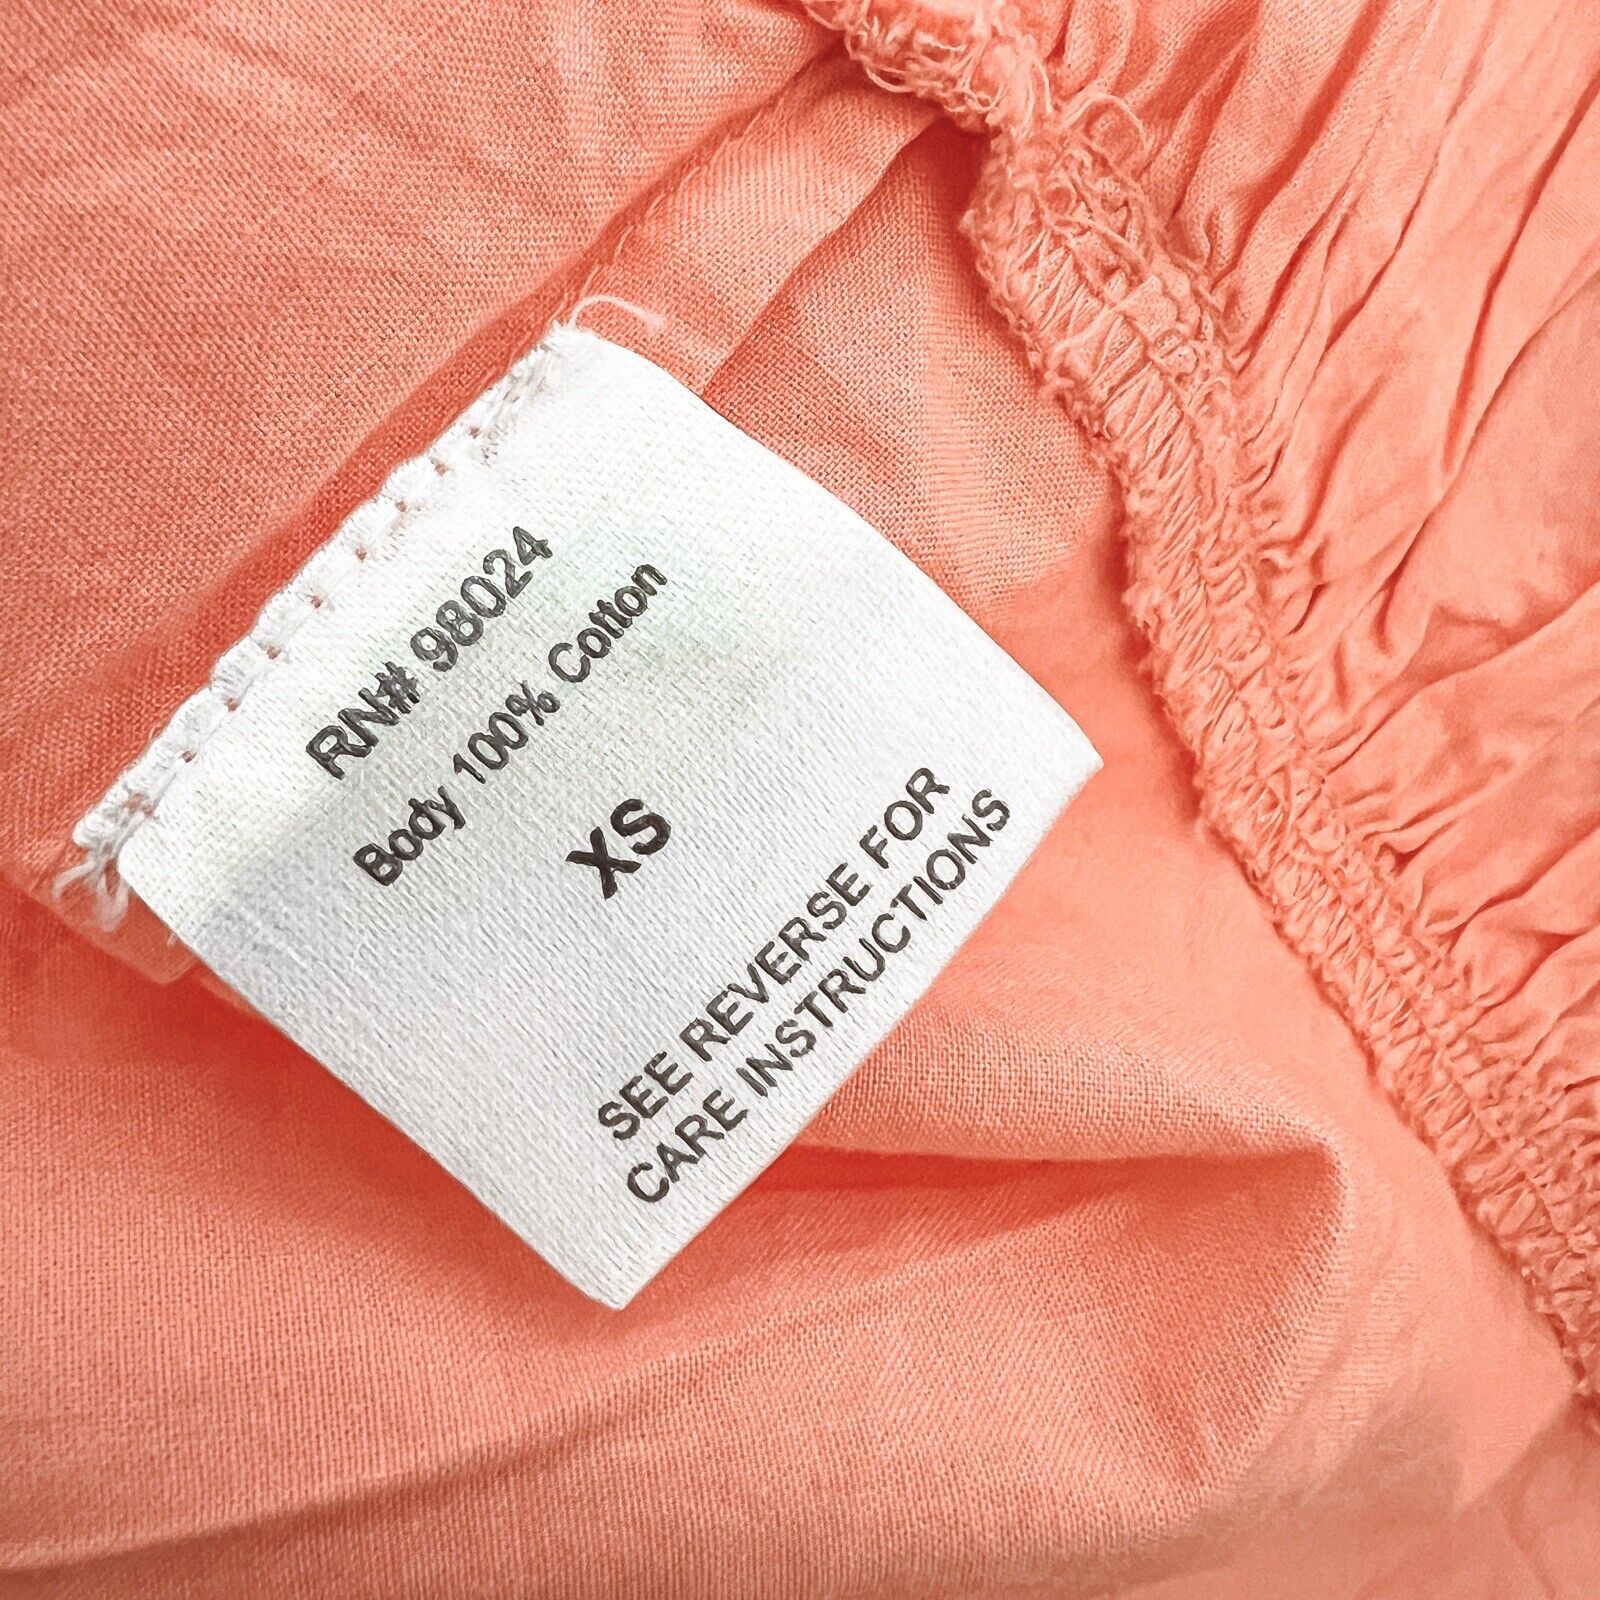 RN# 98024
Body 100% Cotton
XS
SEE REVERSE FOR
CARE INSTRUCTIONS